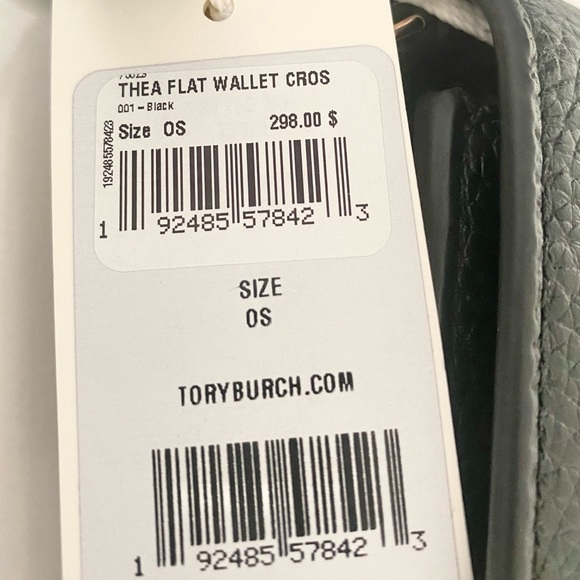 THEA FLAT WALLET CROS
001 - Black
Size OS 298.00 $
192485578423
1 92485 57842 3
SIZE
OS
TORYBURCH.COM
1 92485 57842 3